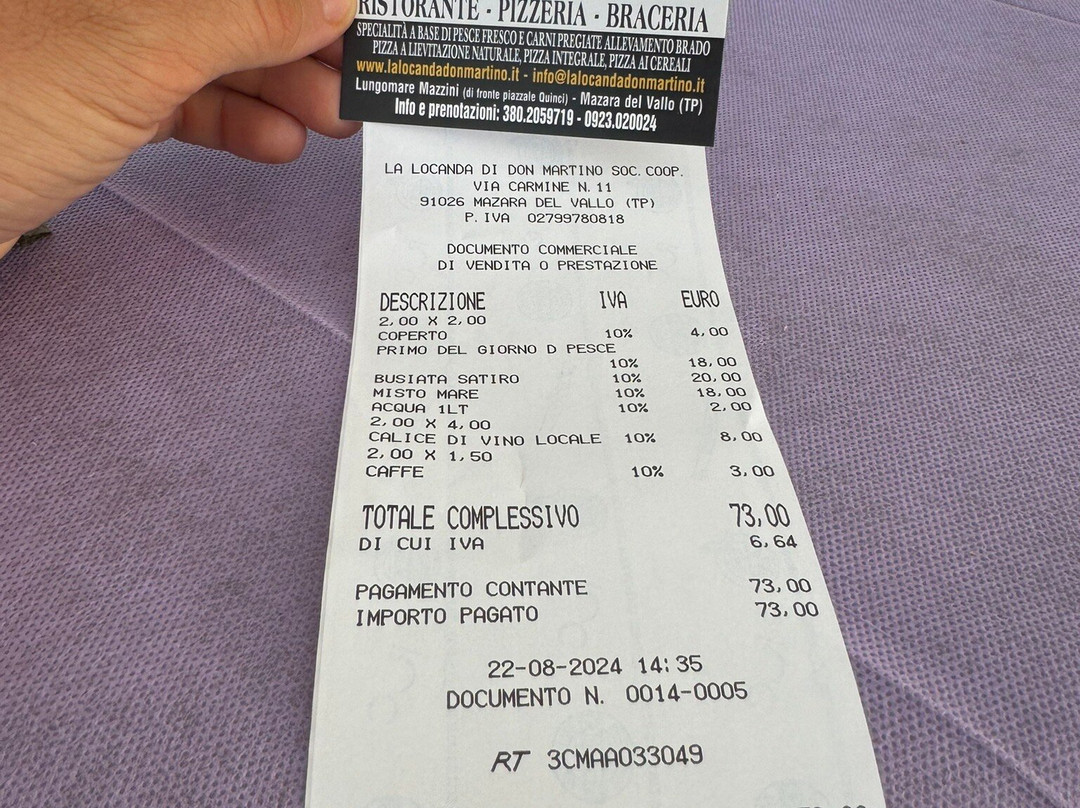 RISTORANTE - PIZZERIA - BRACERIA
SPECIALITÀ A BASE DI PESCE FRESCO E CARNI PREGIATE ALLEVAMENTO BRADO
PIZZA A LIEVITAZIONE NATURALE, PIZZA INTEGRALE, PIZZA AI CEREALI
www.lalocandadonmartino.it - info@lalocandadonmartino.it
Lungomare Mazzini (di fronte piazzale Quinci) - Mazara del Vallo (TP)
Info e prenotazioni: 380.2059719 - 0923.020024
LA LOCANDA DI DON MARTINO SOC. COOP.
VIA CARMINE N. 11
91026 MAZARA DEL VALLO (TP)
P. IVA 02799780818
DOCUMENTO COMMERCIALE
DI VENDITA O PRESTAZIONE
DESCRIZIONE IVA EURO
2,00 X 2,00
COPERTO 10% 4,00
PRIMO DEL GIORNO D PESCE
10% 18,00
BUSIATA SATIRO 10% 20,00
MISTO MARE 10% 18,00
ACQUA 1LT 10% 2,00
2,00 X 4,00
CALICE DI VINO LOCALE 10% 8,00
2,00 X 1,50
CAFFE 10% 3,00
TOTALE COMPLESSIVO 73,00
DI CUI IVA 6,64
PAGAMENTO CONTANTE 73,00
IMPORTO PAGATO 73,00
22-08-2024 14:35
DOCUMENTO N. 0014-0005
RT 3CMAA033049